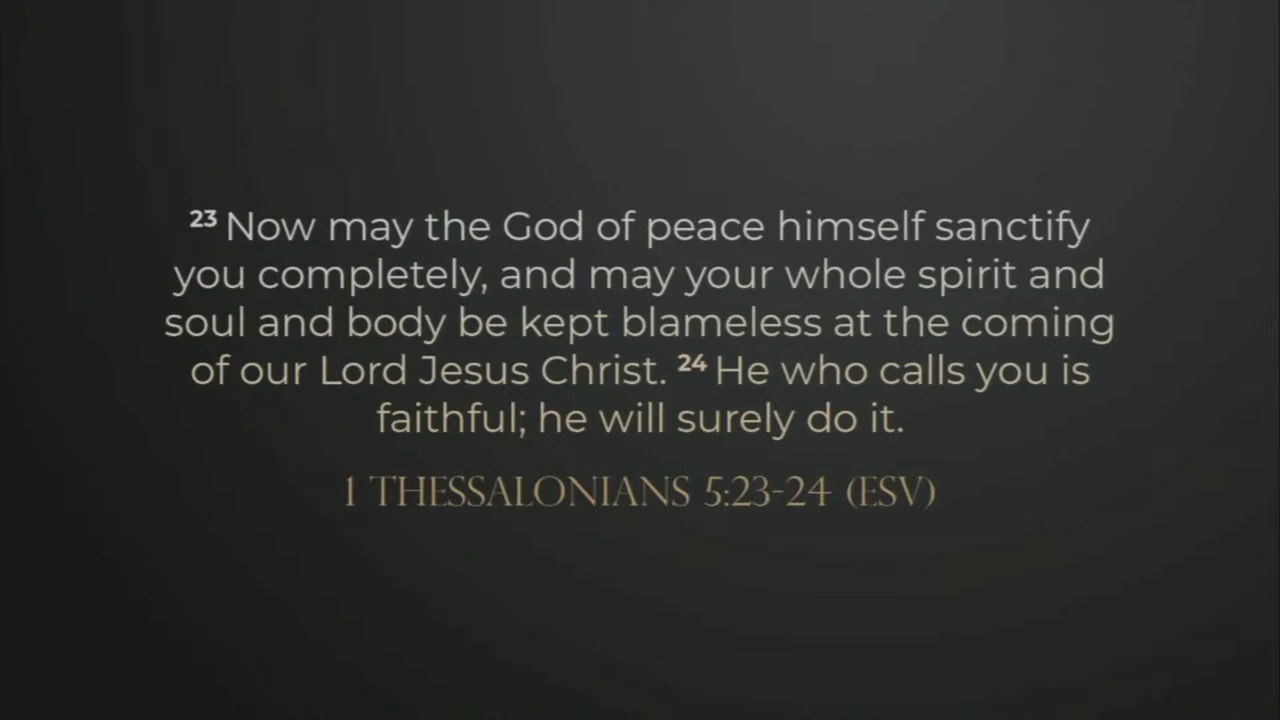 23 Now may the God of peace himself sanctify
you completely, and may your whole spirit and
soul and body be kept blameless at the coming
of our Lord Jesus Christ. 24 He who calls you is
faithful; he will surely do it.
1 THESSALONIANS 5:23-24 (ESV)